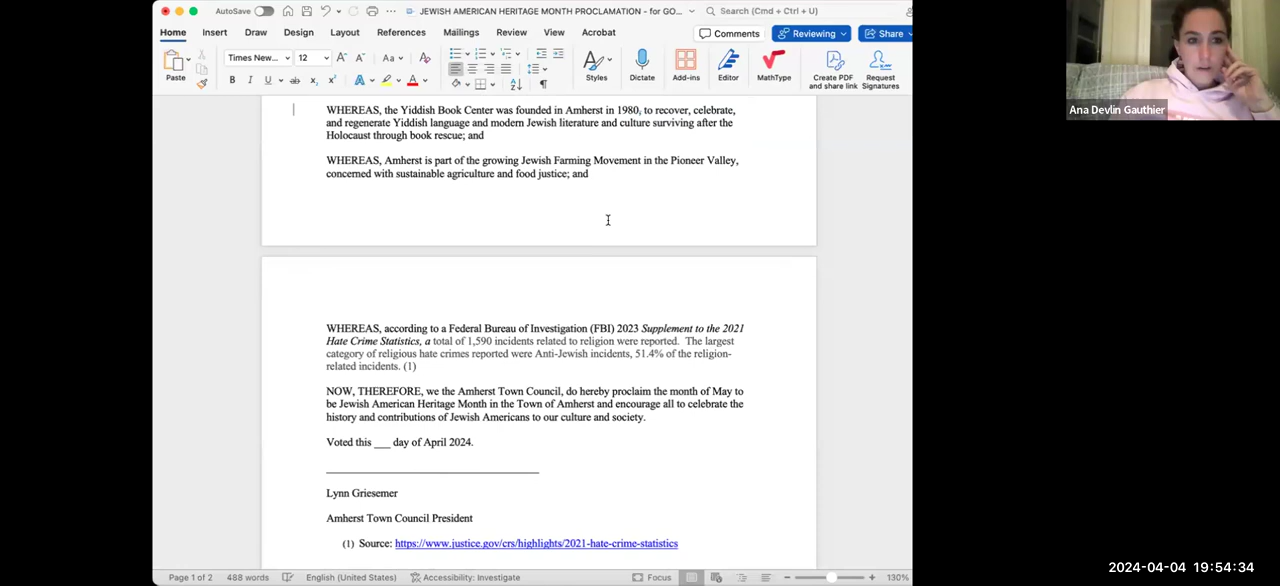 AutoSave
JEWISH AMERICAN HERITAGE MONTH PROCLAMATION - for GO...
Search (Cmd + Ctrl + U)
Home Insert Draw Design Layout References Mailings Review View Acrobat
Comments Reviewing Share
Paste
Times New... 12
Styles Dictate Add-ins Editor MathType Create PDF and share link Request Signatures
WHEREAS, the Yiddish Book Center was founded in Amherst in 1980, to recover, celebrate,
and regenerate Yiddish language and modern Jewish literature and culture surviving after the
Holocaust through book rescue; and
WHEREAS, Amherst is part of the growing Jewish Farming Movement in the Pioneer Valley,
concerned with sustainable agriculture and food justice; and
WHEREAS, according to a Federal Bureau of Investigation (FBI) 2023 Supplement to the 2021
Hate Crime Statistics, a total of 1,590 incidents related to religion were reported. The largest
category of religious hate crimes reported were Anti-Jewish incidents, 51.4% of the religion-
related incidents. (1)
NOW, THEREFORE, we the Amherst Town Council, do hereby proclaim the month of May to
be Jewish American Heritage Month in the Town of Amherst and encourage all to celebrate the
history and contributions of Jewish Americans to our culture and society.
Voted this ___ day of April 2024.
Lynn Griesemer
Amherst Town Council President
(1) Source: https://www.justice.gov/crs/highlights/2021-hate-crime-statistics
Page 1 of 2 488 words English (United States) Accessibility: Investigate Focus 130%
Ana Devlin Gauthier
2024-04-04 19:54:34